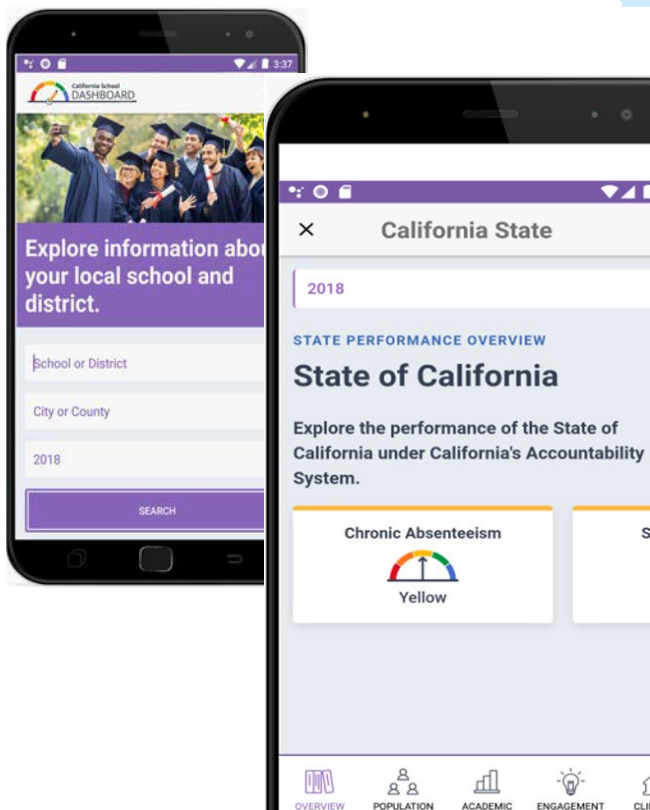 3:37
California School
DASHBOARD
Explore information abou
your local school and
district.
School or District
City or County
2018
SEARCH
California State
2018
STATE PERFORMANCE OVERVIEW
State of California
Explore the performance of the State of
California under California's Accountability
System.
Chronic Absenteeism
S
Yellow
OVERVIEW
POPULATION
ACADEMIC
ENGAGEMENT
CLI